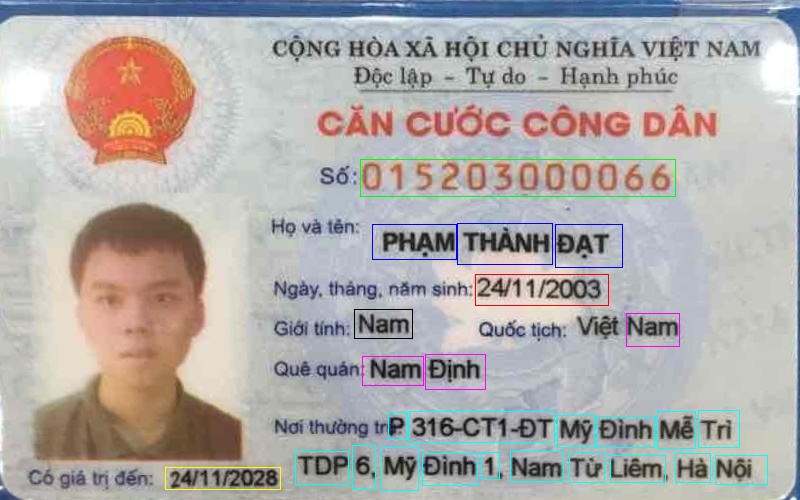 CỘNG HÒA XÃ HỘI CHỦ NGHĨA VIỆT NAM
Độc lập - Tự do - Hạnh phúc
CĂN CƯỚC CÔNG DÂN
Số: 015203000066
Họ và tên: PHẠM THÀNH ĐẠT
Ngày, tháng, năm sinh: 24/11/2003
Giới tính: Nam Quốc tịch: Việt Nam
Quê quán: Nam Định
Nơi thường trú: P 316-CT1-ĐT Mỹ Đình Mễ Trì
TDP 6, Mỹ Đình 1, Nam Từ Liêm, Hà Nội
Có giá trị đến: 24/11/2028